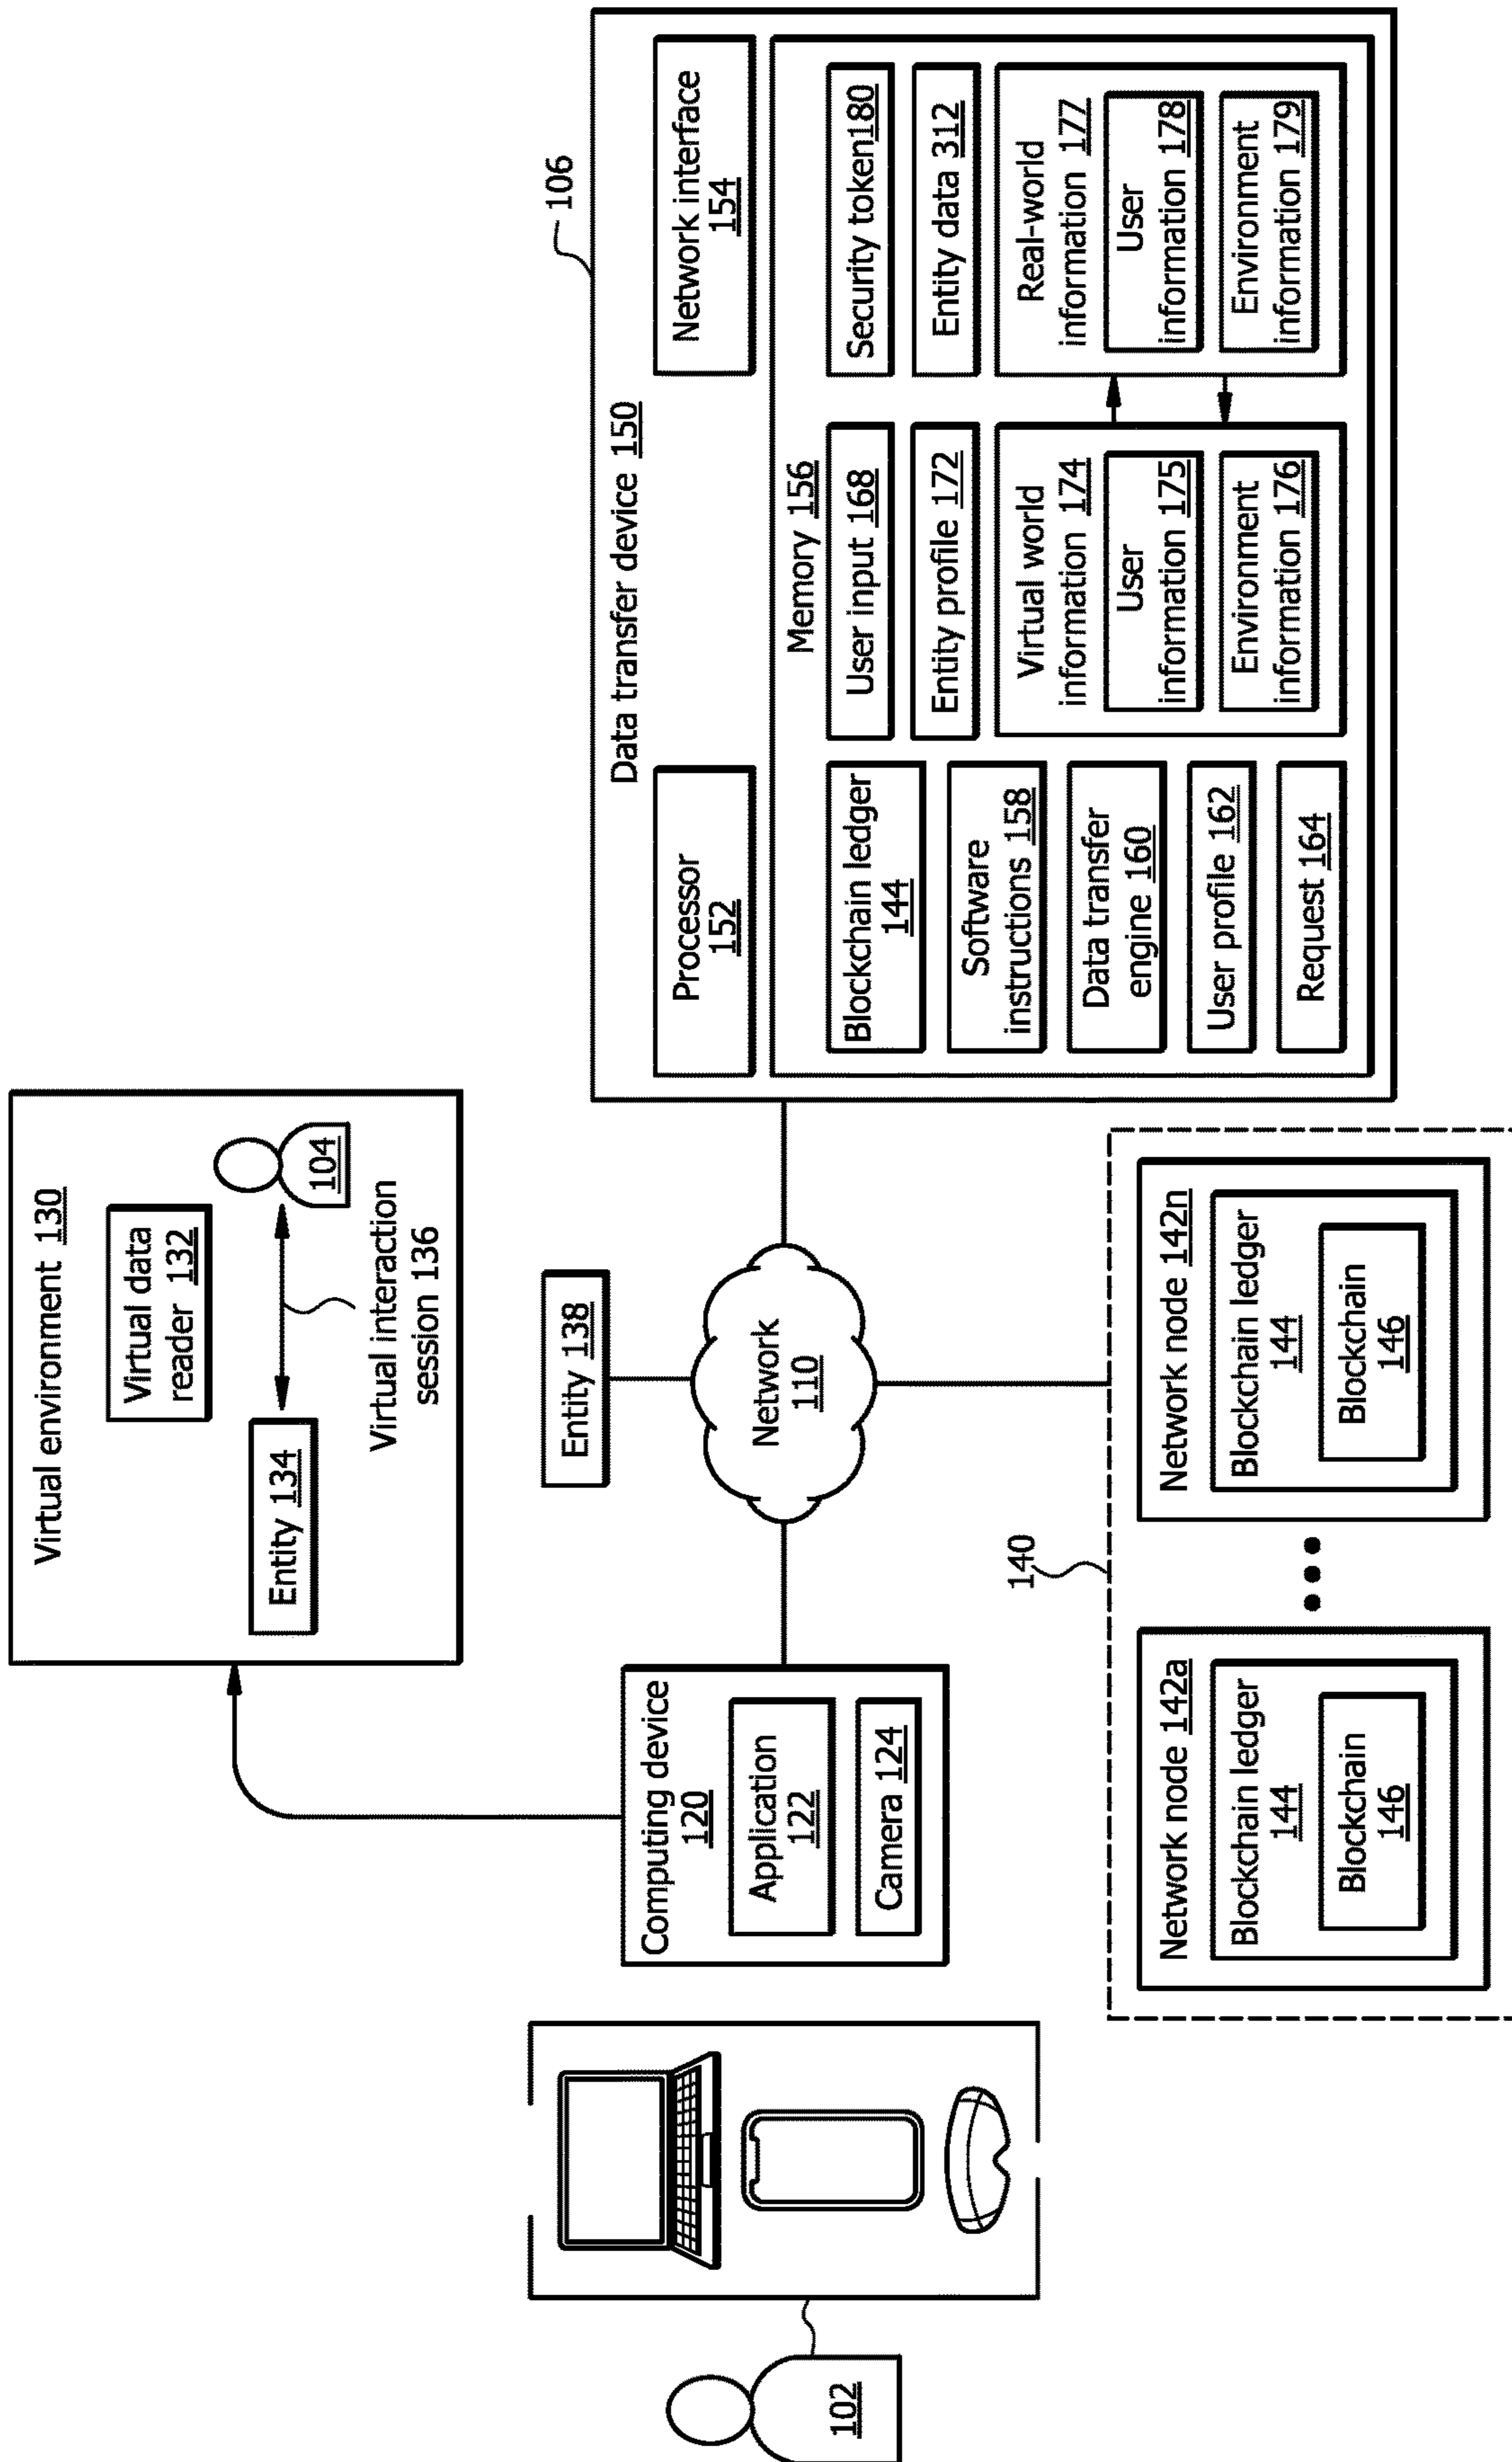 Virtual environment 130
Virtual data
reader 132
Entity 134
104
Virtual interaction
session 136
102
Computing device
120
Application
122
Camera 124
Entity 138
Network
110
140
Network node 142a
Blockchain ledger
144
Blockchain
146
Network node 142n
Blockchain ledger
144
Blockchain
146
106
Data transfer device 150
Processor
152
Network interface
154
Memory 156
Blockchain ledger
144
Software
instructions 158
Data transfer
engine 160
User profile 162
Request 164
User input 168
Entity profile 172
Virtual world
information 174
User
information 175
Environment
information 176
Security token180
Entity data 312
Real-world
information 177
User
information 178
Environment
information 179